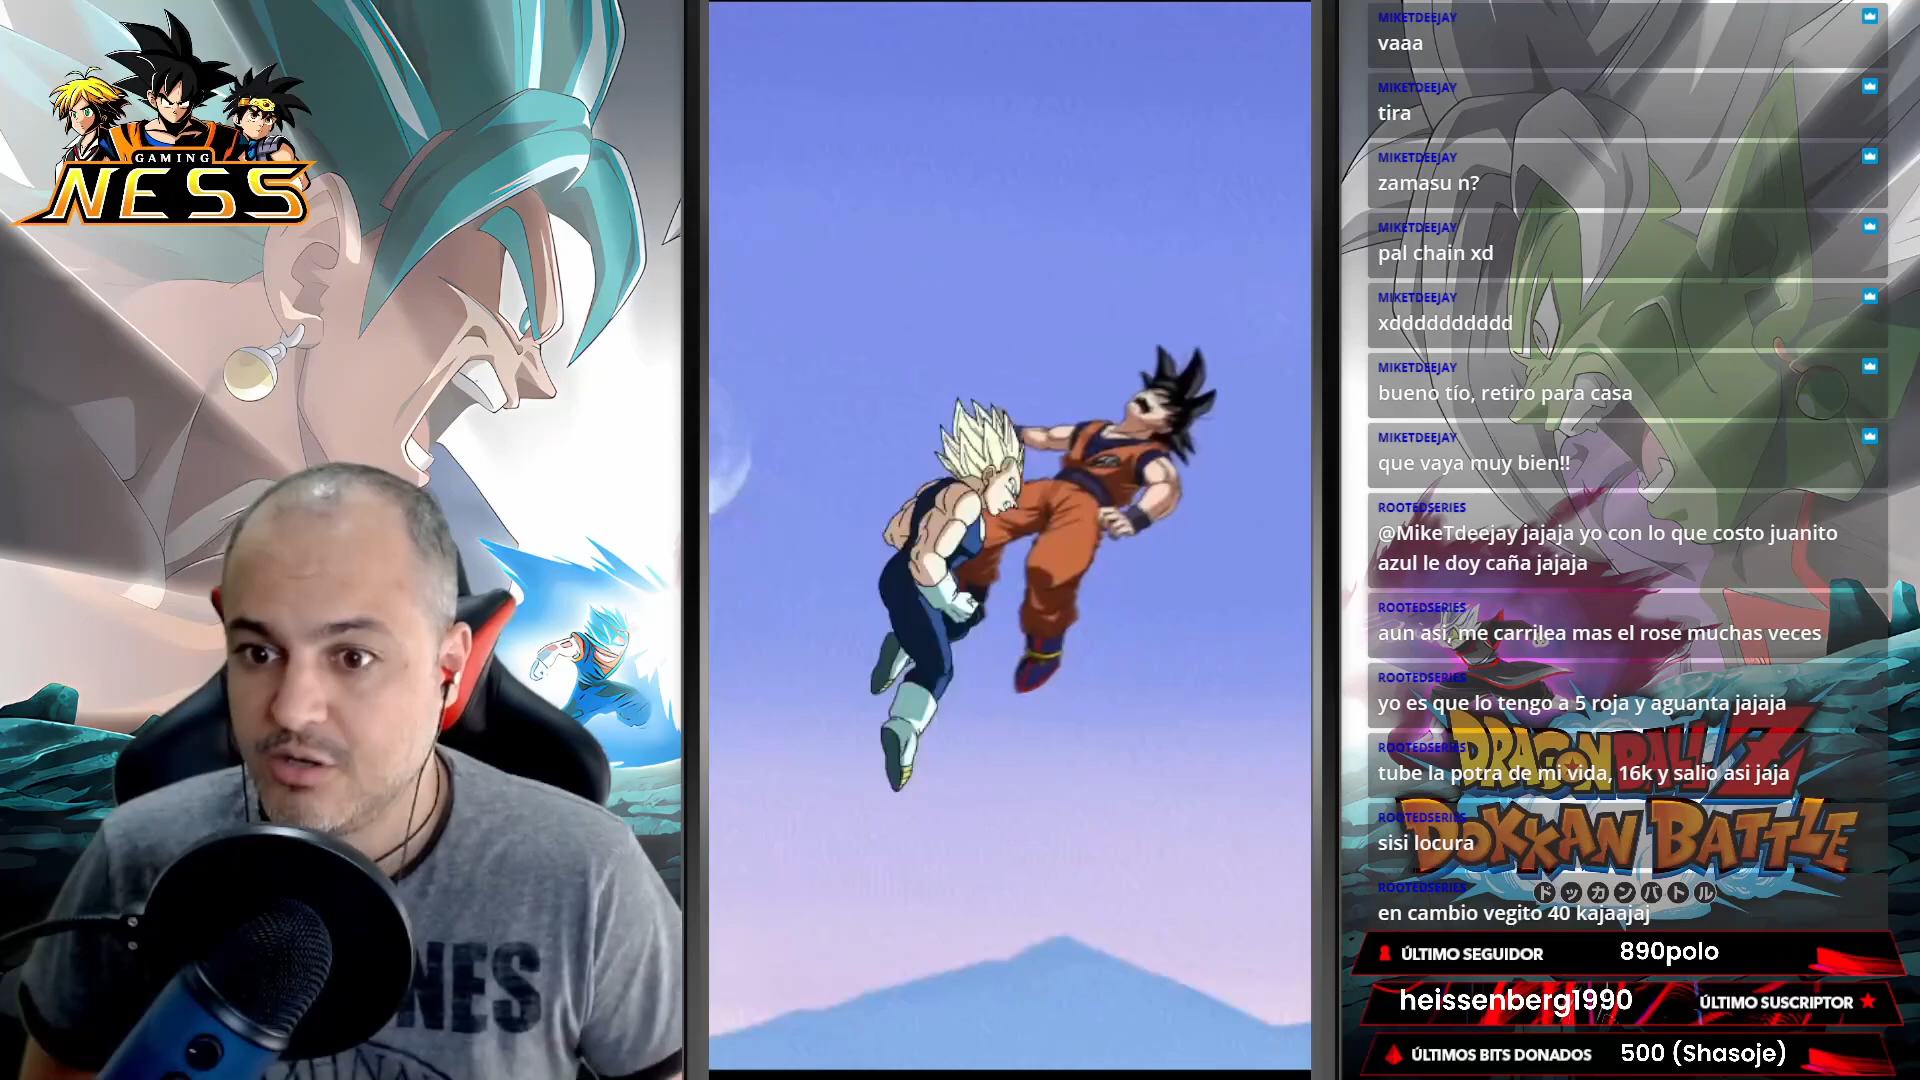 GAMING
NESS
NES
MIKETDEEJAY
vaaa
MIKETDEEJAY
tira
MIKETDEEJAY
zamasu n?
MIKETDEEJAY
pal chain xd
MIKETDEEJAY
xdddddddddd
MIKETDEEJAY
bueno tío, retiro para casa
MIKETDEEJAY
que vaya muy bien!!
ROOTEDSERIES
@MikeTdeejay jajaja yo con lo que costo juanito
azul le doy caña jajaja
ROOTEDSERIES
aun asi, me carrilea mas el rose muchas veces
ROOTEDSERIES
yo es que lo tengo a 5 roja y aguanta jajaja
ROOTEDSERIES
tube la potra de mi vida, 16k y salio asi jaja
ROOTEDSERIES
sisi locura
ROOTEDSERIES
en cambio vegito 40 kajaajaj
DRAGON BALL Z
DOKKAN BATTLE
ドッカンバトル
ÚLTIMO SEGUIDOR 890polo
heissenberg1990 ÚLTIMO SUSCRIPTOR
ÚLTIMOS BITS DONADOS 500 (Shasoje)